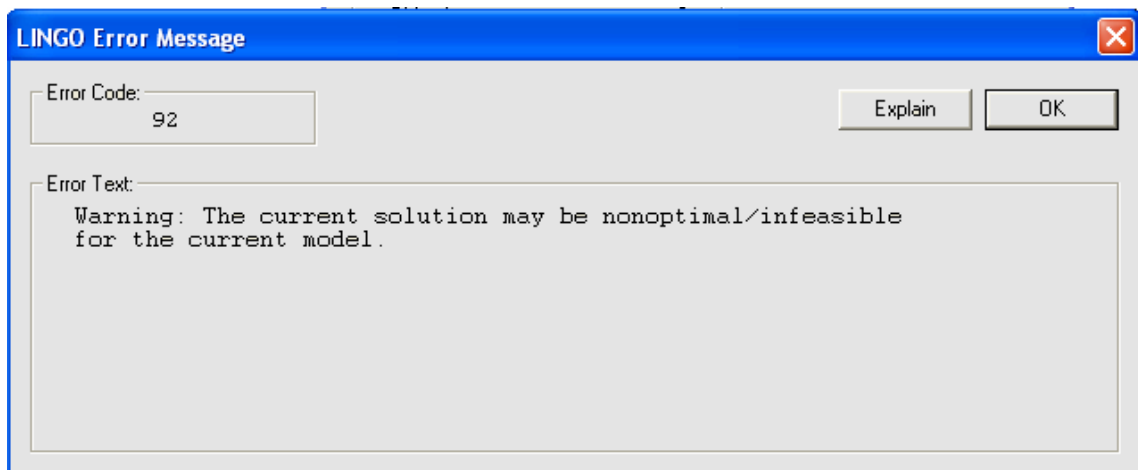 LINGO Error Message
Error Code:
92
Explain
OK
Error Text:
Warning: The current solution may be nonoptimal/infeasible
for the current model.